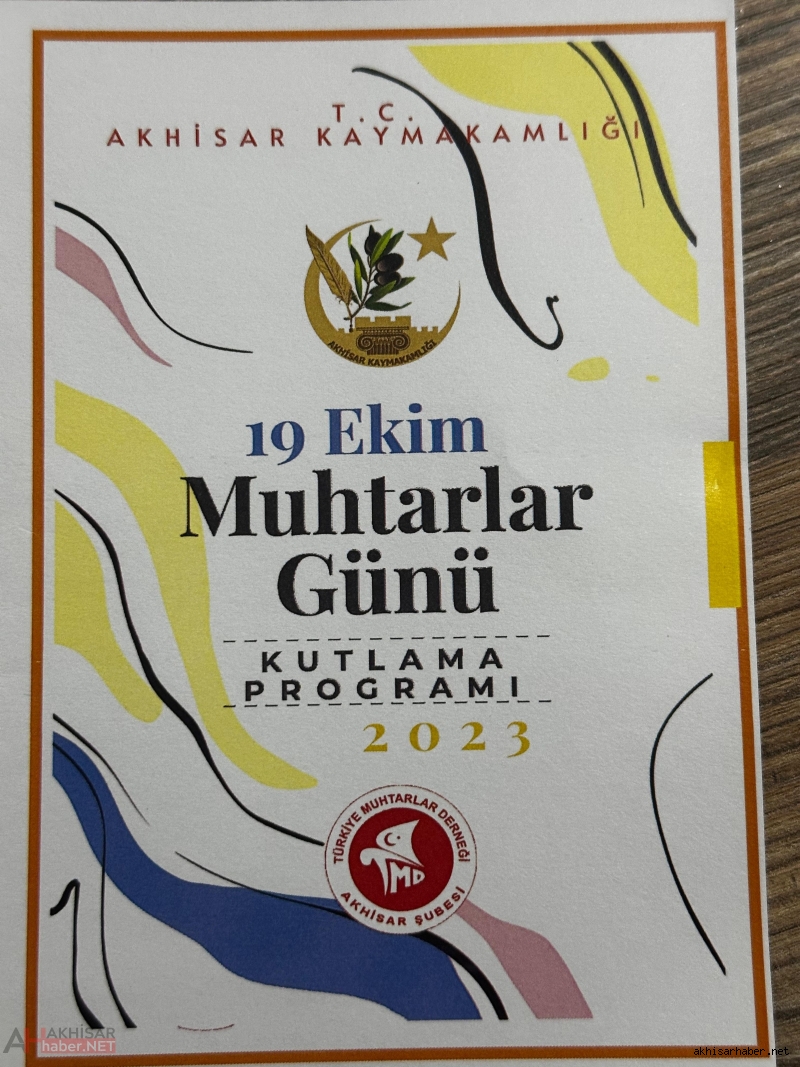 T.C.
AKHİSAR KAYMAKAMLIĞI
AKHİSAR KAYMAKAMLIĞI
19 Ekim
Muhtarlar
Günü
KUTLAMA
PROGRAMI
2023
TÜRKİYE MUHTARLAR DERNEĞİ
TMD
AKHİSAR ŞUBESİ
AKHİSAR
haber.NET
akhisarhaber.net